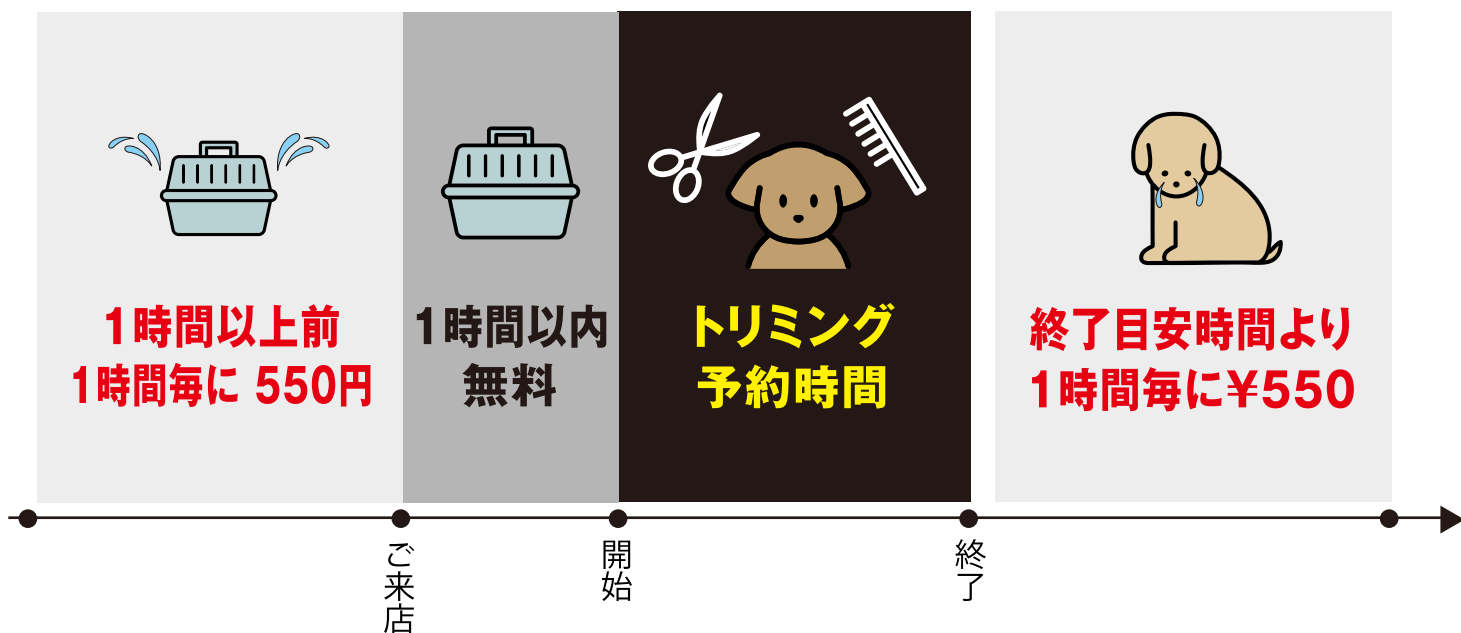 1時間以上前
1時間毎に 550円
1時間以内
無料
トリミング
予約時間
終了目安時間より
1時間毎に¥550
ご来店
開始
終了